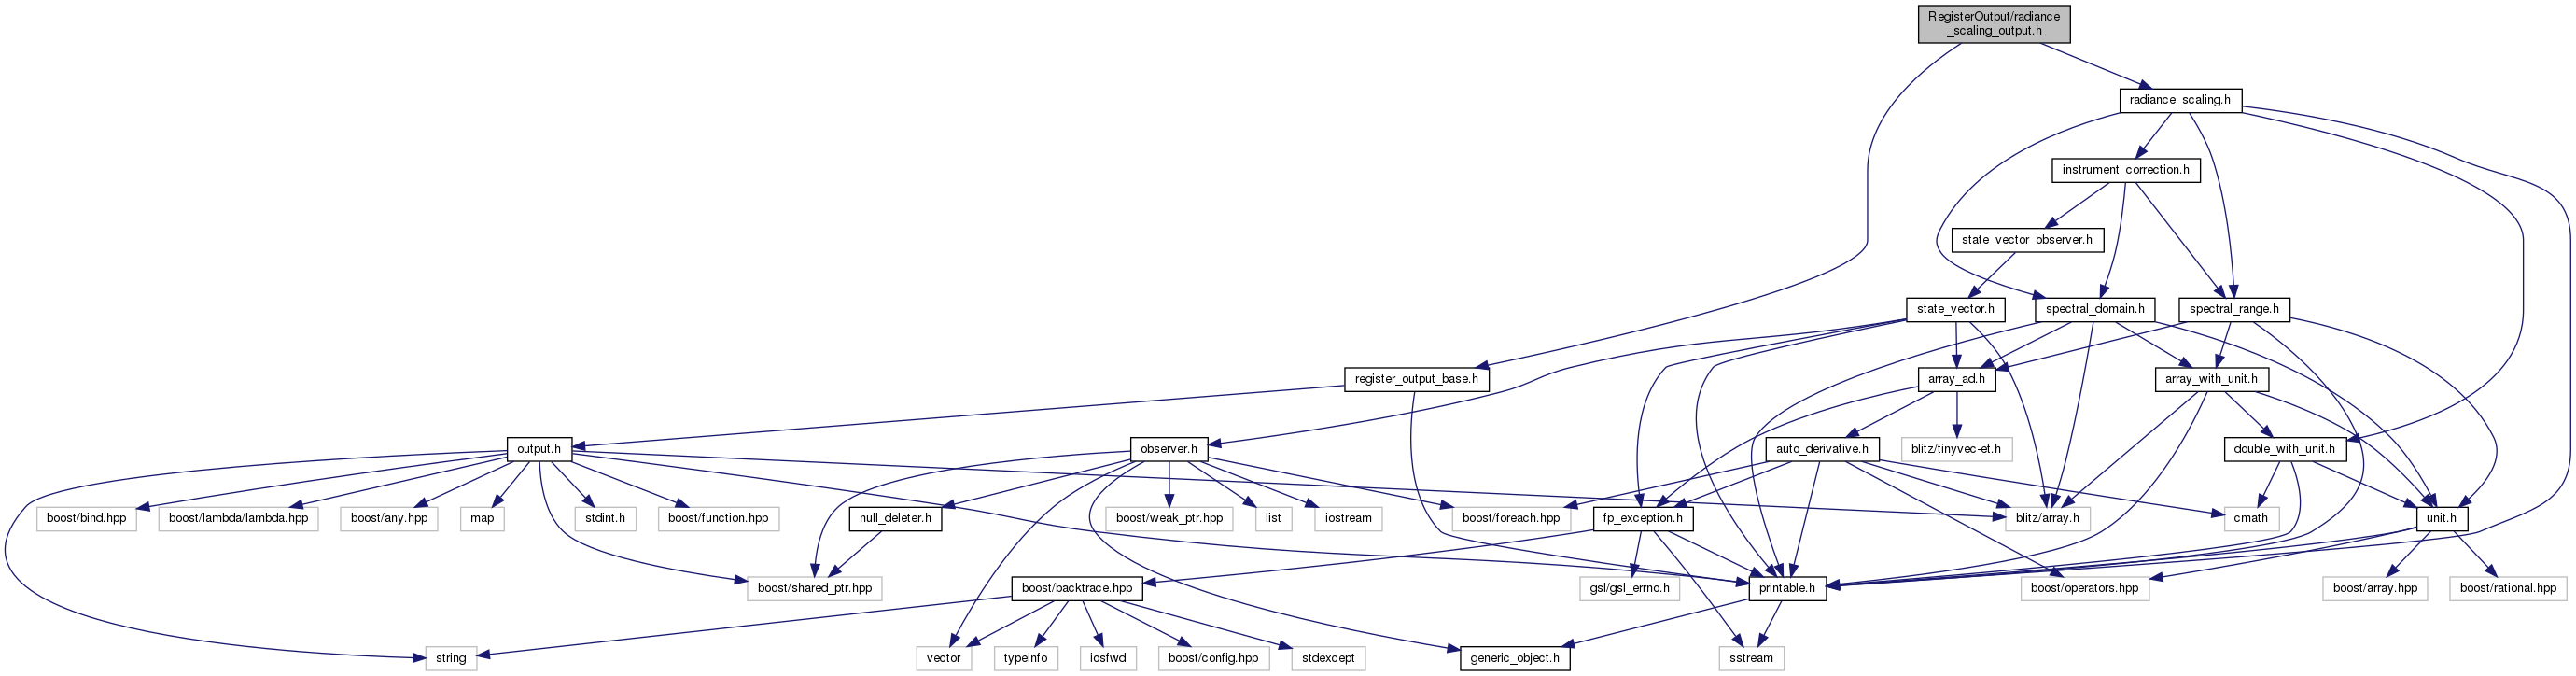 RegisterOutput/radiance
_scaling_output.h
radiance_scaling.h
instrument_correction.h
state_vector_observer.h
state_vector.h
spectral_domain.h
spectral_range.h
register_output_base.h
array_ad.h
array_with_unit.h
output.h
observer.h
auto_derivative.h
blitz/tinyvec-et.h
double_with_unit.h
boost/bind.hpp
boost/lambda/lambda.hpp
boost/any.hpp
map
stdint.h
boost/function.hpp
null_deleter.h
boost/weak_ptr.hpp
list
iostream
boost/foreach.hpp
fp_exception.h
blitz/array.h
cmath
unit.h
boost/shared_ptr.hpp
boost/backtrace.hpp
gsl/gsl_errno.h
printable.h
boost/operators.hpp
boost/array.hpp
boost/rational.hpp
string
vector
typeinfo
iosfwd
boost/config.hpp
stdexcept
generic_object.h
sstream